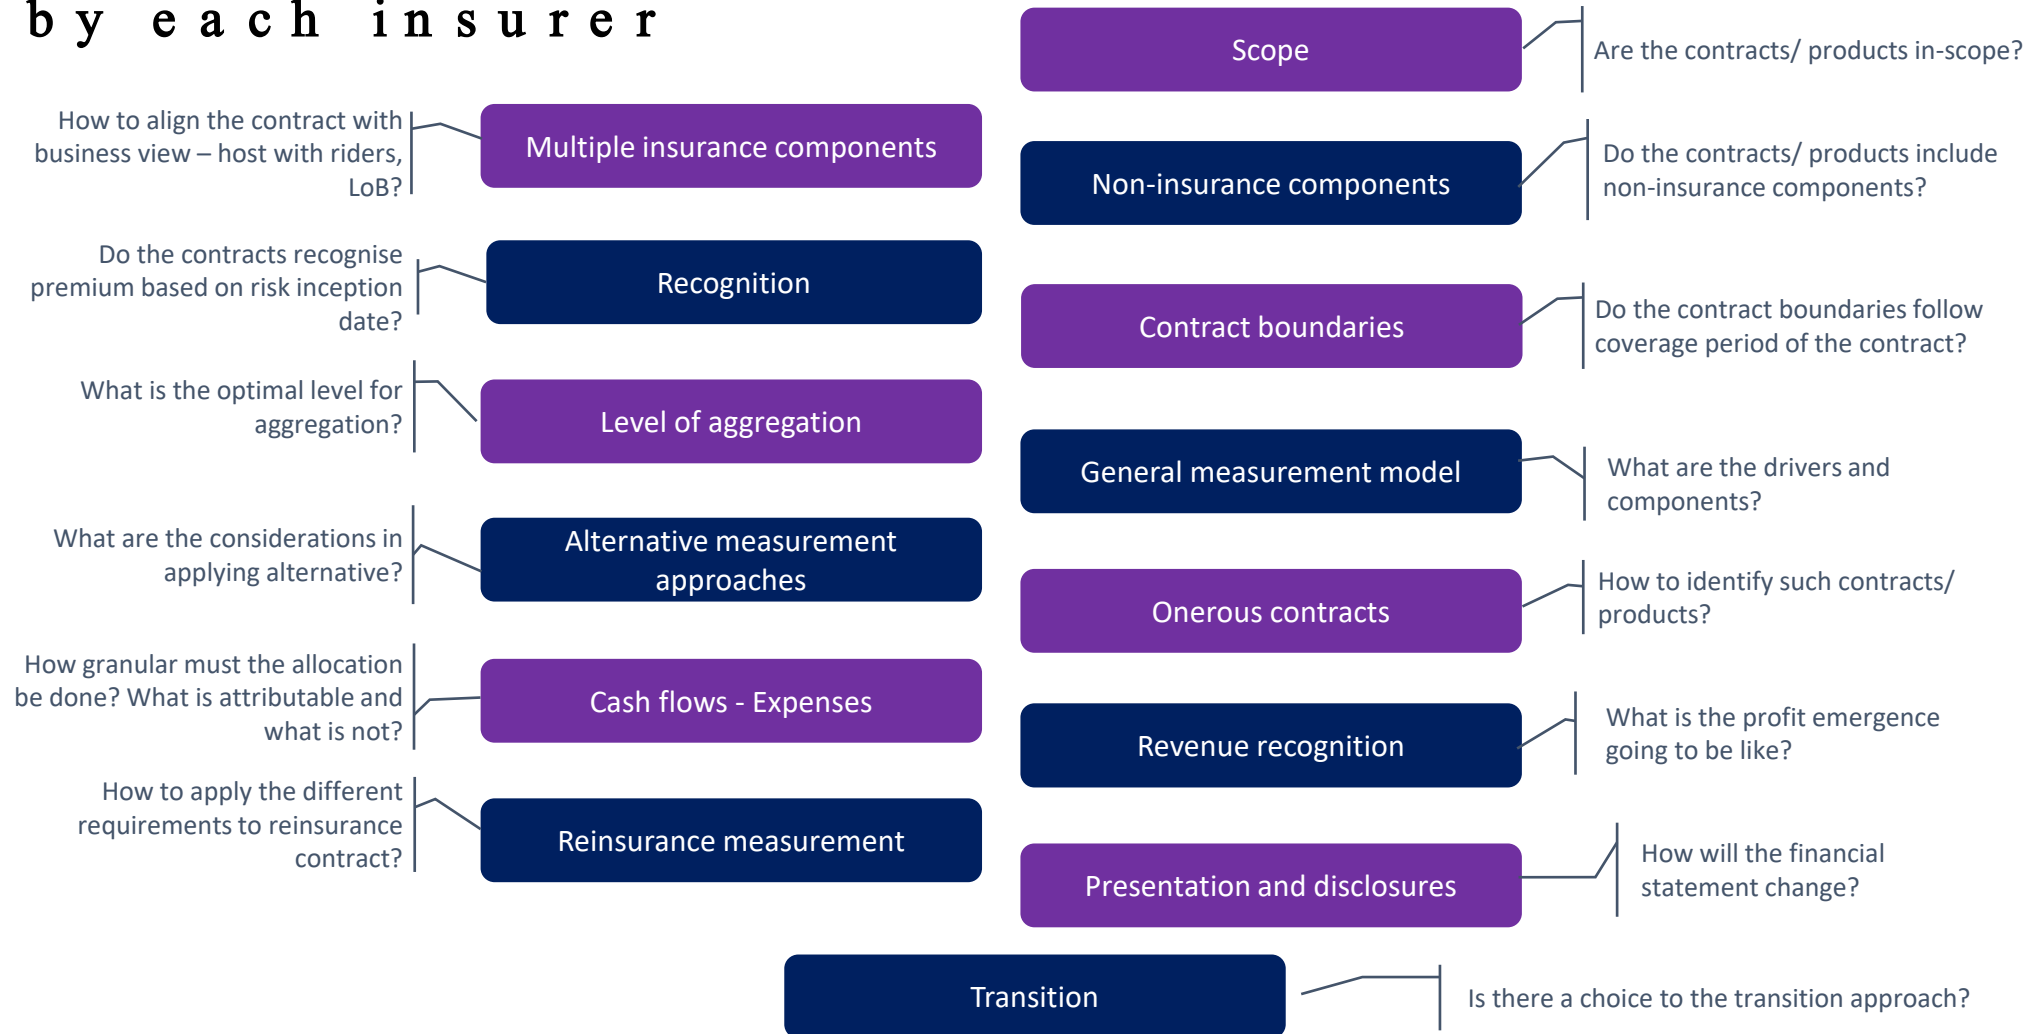 by each insurer
Scope
Are the contracts/ products in-scope?
How to align the contract with
business view – host with riders,
LoB?
Multiple insurance components
Non-insurance components
Do the contracts/ products include
non-insurance components?
Do the contracts recognise
premium based on risk inception
date?
Recognition
Contract boundaries
Do the contract boundaries follow
coverage period of the contract?
What is the optimal level for
aggregation?
Level of aggregation
General measurement model
What are the drivers and
components?
What are the considerations in
applying alternative?
Alternative measurement
approaches
Onerous contracts
How to identify such contracts/
products?
How granular must the allocation
be done? What is attributable and
what is not?
Cash flows - Expenses
Revenue recognition
What is the profit emergence
going to be like?
How to apply the different
requirements to reinsurance
contract?
Reinsurance measurement
Presentation and disclosures
How will the financial
statement change?
Transition
Is there a choice to the transition approach?